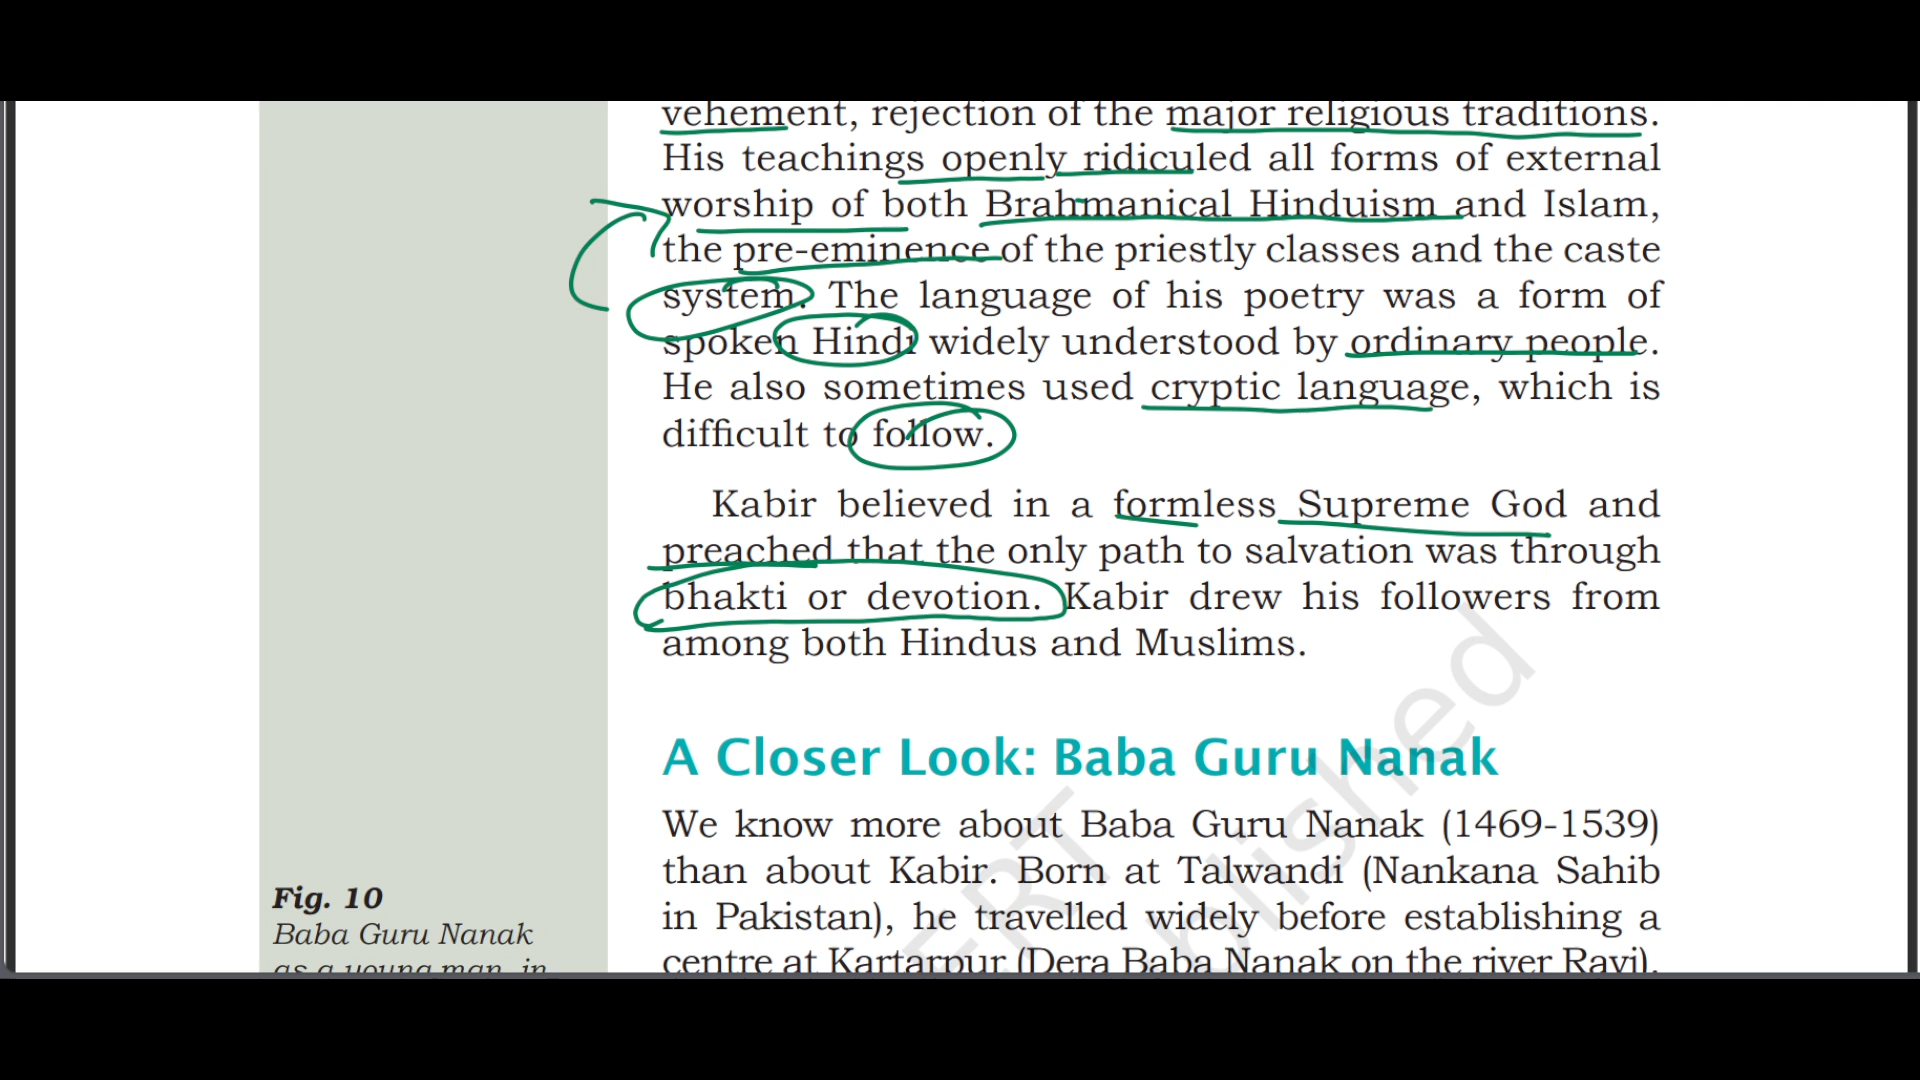 vehement, rejection of the major religious traditions.
His teachings openly ridiculed all forms of external
worship of both Brahmanical Hinduism and Islam,
the pre-eminence of the priestly classes and the caste
system. The language of his poetry was a form of
spoken Hindi widely understood by ordinary people.
He also sometimes used cryptic language, which is
difficult to follow.
Kabir believed in a formless Supreme God and
preached that the only path to salvation was through
bhakti or devotion. Kabir drew his followers from
among both Hindus and Muslims.
A Closer Look: Baba Guru Nanak
We know more about Baba Guru Nanak (1469-1539)
than about Kabir. Born at Talwandi (Nankana Sahib
in Pakistan), he travelled widely before establishing a
centre at Kartarpur (Dera Baba Nanak on the river Ravi).
Fig. 10
Baba Guru Nanak
as a young man, in